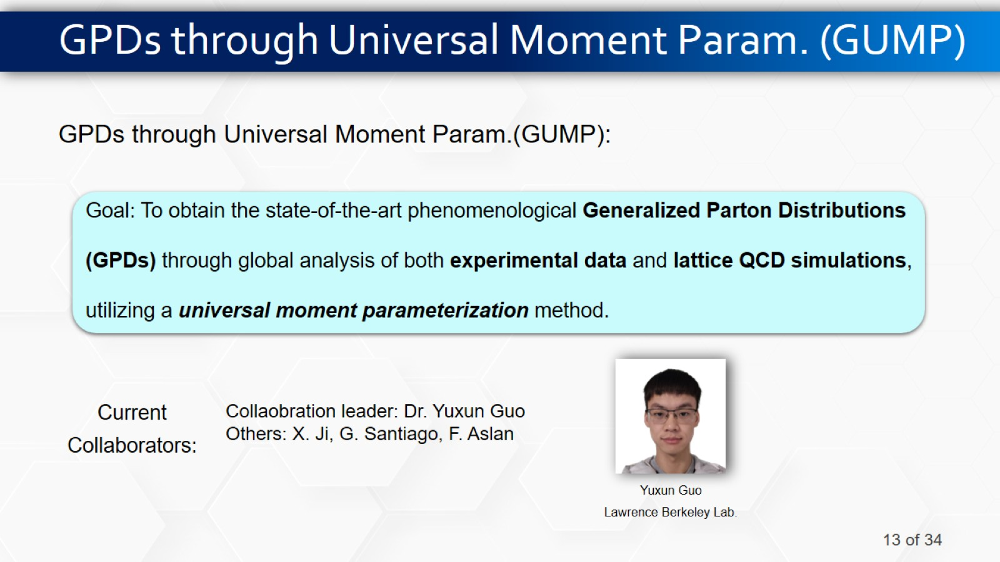 GPDs through Universal Moment Param. (GUMP)
GPDs through Universal Moment Param.(GUMP):
Goal: To obtain the state-of-the-art phenomenological Generalized Parton Distributions
(GPDs) through global analysis of both experimental data and lattice QCD simulations,
utilizing a universal moment parameterization method.
Current
Collaborators:
Collaobration leader: Dr. Yuxun Guo
Others: X. Ji, G. Santiago, F. Aslan
Yuxun Guo
Lawrence Berkeley Lab.
13 of 34